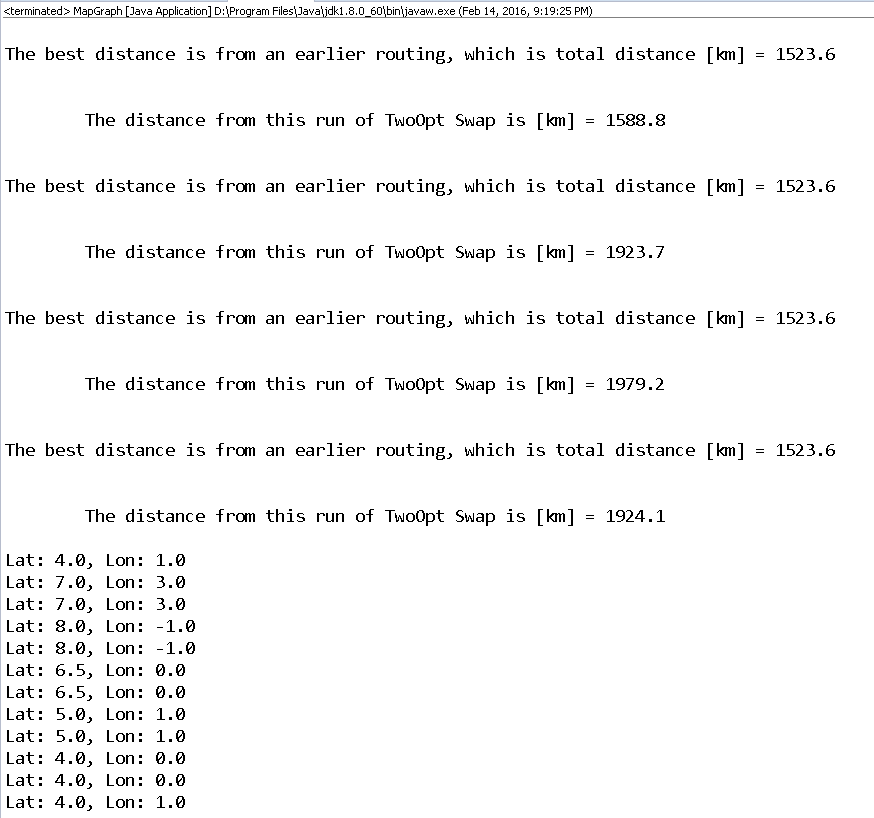 <terminated> MapGraph [Java Application] D:\Program Files\Java\jdk1.8.0_60\bin\javaw.exe (Feb 14, 2016, 9:19:25 PM)
The best distance is from an earlier routing, which is total distance [km] = 1523.6
The distance from this run of TwoOpt Swap is [km] = 1588.8
The best distance is from an earlier routing, which is total distance [km] = 1523.6
The distance from this run of TwoOpt Swap is [km] = 1923.7
The best distance is from an earlier routing, which is total distance [km] = 1523.6
The distance from this run of TwoOpt Swap is [km] = 1979.2
The best distance is from an earlier routing, which is total distance [km] = 1523.6
The distance from this run of TwoOpt Swap is [km] = 1924.1
Lat: 4.0, Lon: 1.0
Lat: 7.0, Lon: 3.0
Lat: 7.0, Lon: 3.0
Lat: 8.0, Lon: -1.0
Lat: 8.0, Lon: -1.0
Lat: 6.5, Lon: 0.0
Lat: 6.5, Lon: 0.0
Lat: 5.0, Lon: 1.0
Lat: 5.0, Lon: 1.0
Lat: 4.0, Lon: 0.0
Lat: 4.0, Lon: 0.0
Lat: 4.0, Lon: 1.0